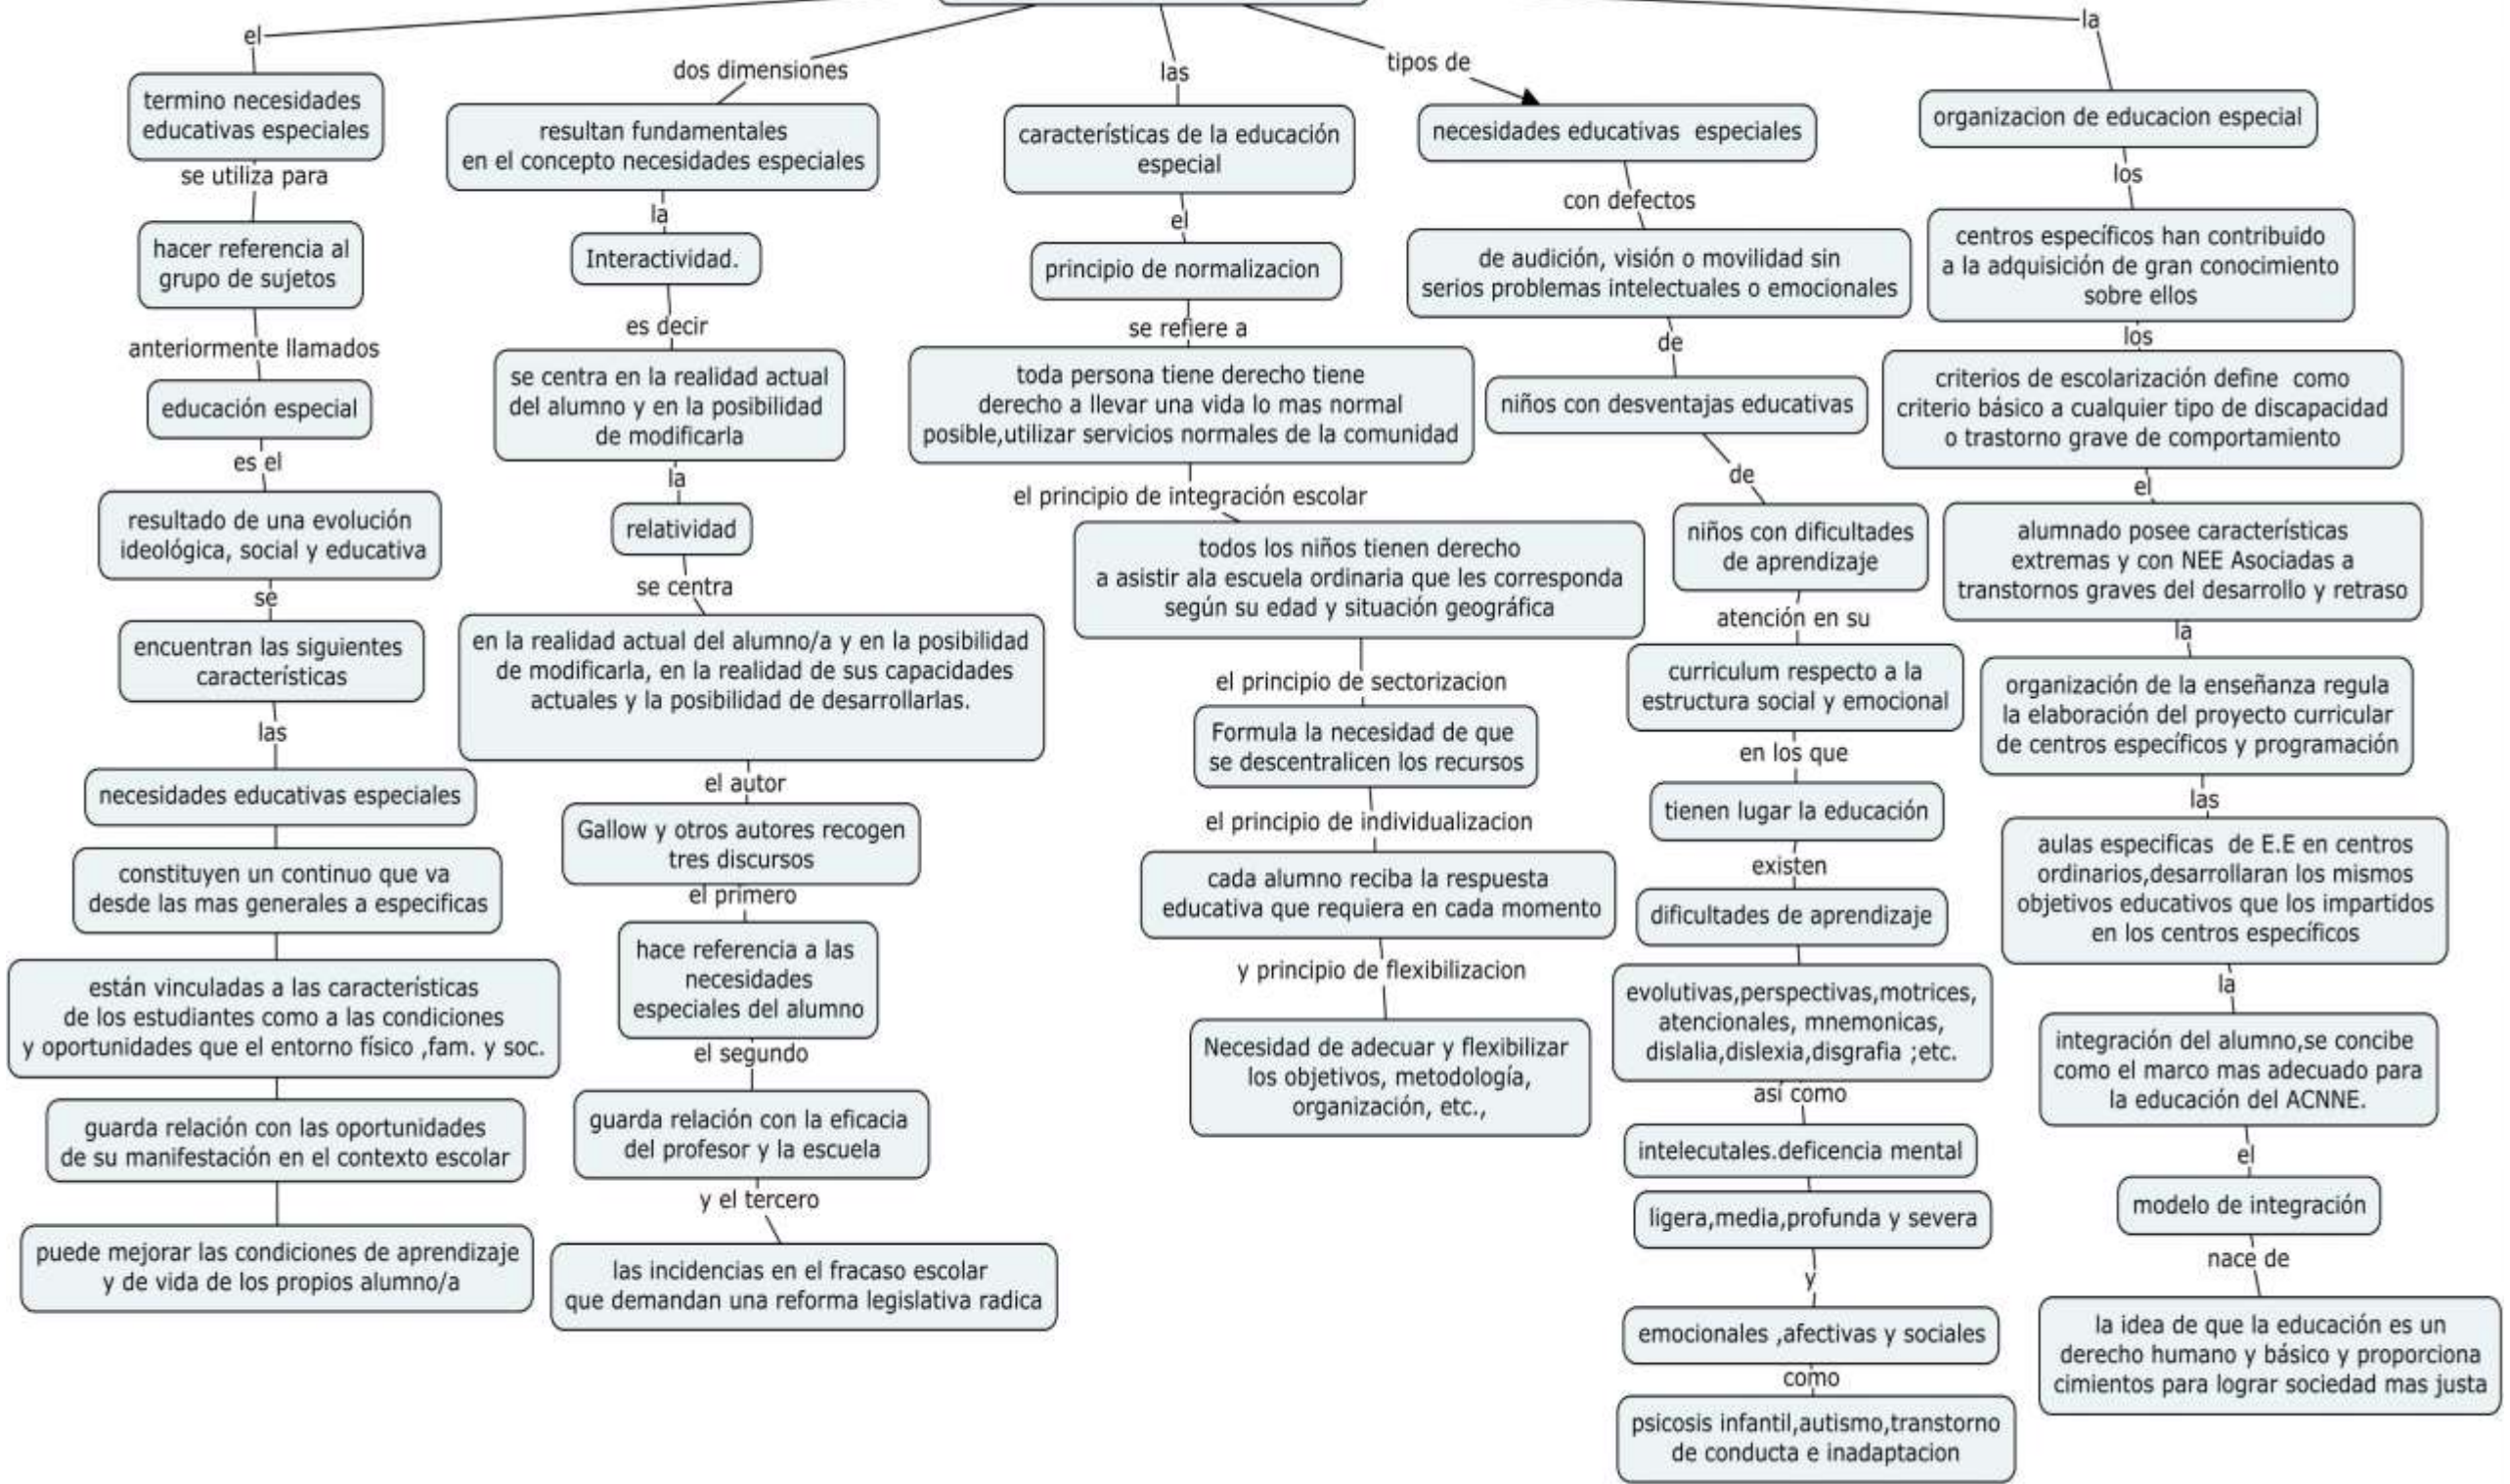 el
termino necesidades
educativas especiales
se utiliza para
hacer referencia al
grupo de sujetos
anteriormente llamados
educación especial
es el
resultado de una evolución
ideológica, social y educativa
se
encuentran las siguientes
características
las
necesidades educativas especiales
constituyen un continuo que va
desde las mas generales a especificas
están vinculadas a las características
de los estudiantes como a las condiciones
y oportunidades que el entorno físico ,fam. y soc.
guarda relación con las oportunidades
de su manifestación en el contexto escolar
puede mejorar las condiciones de aprendizaje
y de vida de los propios alumno/a
dos dimensiones
resultan fundamentales
en el concepto necesidades especiales
la
Interactividad.
es decir
se centra en la realidad actual
del alumno y en la posibilidad
de modificarla
la
relatividad
se centra
en la realidad actual del alumno/a y en la posibilidad
de modificarla, en la realidad de sus capacidades
actuales y la posibilidad de desarrollarlas.
el autor
Gallow y otros autores recogen
tres discursos
el primero
hace referencia a las
necesidades
especiales del alumno
el segundo
guarda relación con la eficacia
del profesor y la escuela
y el tercero
las incidencias en el fracaso escolar
que demandan una reforma legislativa radica
las
características de la educación
especial
el
principio de normalizacion
se refiere a
toda persona tiene derecho tiene
derecho a llevar una vida lo mas normal
posible,utilizar servicios normales de la comunidad
el principio de integración escolar
todos los niños tienen derecho
a asistir ala escuela ordinaria que les corresponda
según su edad y situación geográfica
el principio de sectorizacion
Formula la necesidad de que
se descentralicen los recursos
el principio de individualizacion
cada alumno reciba la respuesta
educativa que requiera en cada momento
y principio de flexibilizacion
Necesidad de adecuar y flexibilizar
los objetivos, metodología,
organización, etc.,
tipos de
necesidades educativas especiales
con defectos
de audición, visión o movilidad sin
serios problemas intelectuales o emocionales
de
niños con desventajas educativas
de
niños con dificultades
de aprendizaje
atención en su
curriculum respecto a la
estructura social y emocional
en los que
tienen lugar la educación
existen
dificultades de aprendizaje
evolutivas,perspectivas,motrices,
atencionales, mnemonicas,
dislalia,dislexia,disgrafia ;etc.
así como
intelecutales.deficencia mental
ligera,media,profunda y severa
y
emocionales ,afectivas y sociales
como
psicosis infantil,autismo,transtorno
de conducta e inadaptacion
la
organizacion de educacion especial
los
centros específicos han contribuido
a la adquisición de gran conocimiento
sobre ellos
los
criterios de escolarización define como
criterio básico a cualquier tipo de discapacidad
o trastorno grave de comportamiento
el
alumnado posee características
extremas y con NEE Asociadas a
transtornos graves del desarrollo y retraso
la
organización de la enseñanza regula
la elaboración del proyecto curricular
de centros específicos y programación
las
aulas especificas de E.E en centros
ordinarios,desarrollaran los mismos
objetivos educativos que los impartidos
en los centros específicos
la
integración del alumno,se concibe
como el marco mas adecuado para
la educación del ACNNE.
el
modelo de integración
nace de
la idea de que la educación es un
derecho humano y básico y proporciona
cimientos para lograr sociedad mas justa